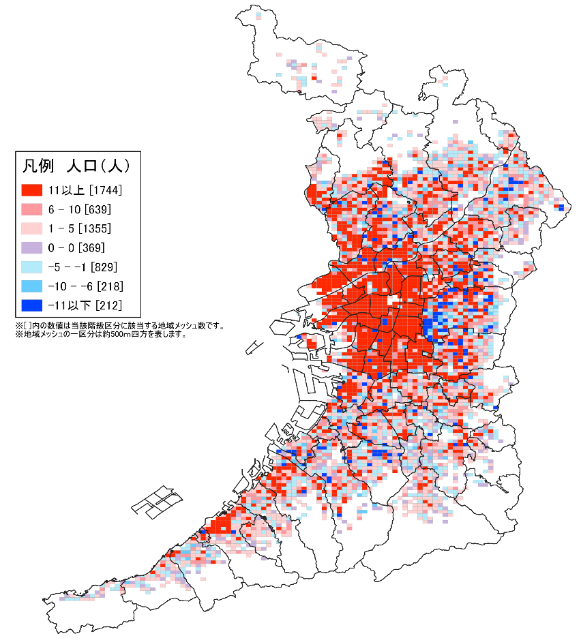 凡例 人口(人)
11以上 [1744]
6 - 10 [639]
1 - 5 [1355]
0 - 0 [369]
-5 - -1 [829]
-10 - -6 [218]
-11以下 [212]
※[ ]内の数値は当該階級区分に該当する地域メッシュ数です。
※地域メッシュの一区分は約500m四方を表します。